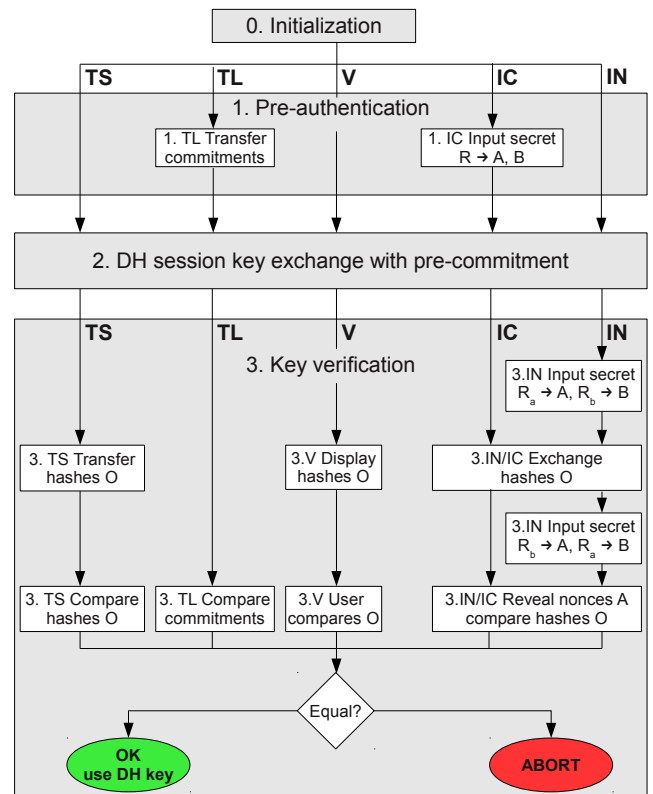 0. Initialization
TS TL V IC IN
1. Pre-authentication
1. TL Transfer
commitments
1. IC Input secret
R → A, B
2. DH session key exchange with pre-commitment
TS TL V IC IN
3. Key verification
3.IN Input secret
Ra → A, Rb → B
3. TS Transfer
hashes O
3.V Display
hashes O
3.IN/IC Exchange
hashes O
3.IN Input secret
Rb → A, Ra → B
3. TS Compare
hashes O
3. TL Compare
commitments
3.V User
compares O
3.IN/IC Reveal nonces A
compare hashes O
Equal?
OK
use DH key
ABORT